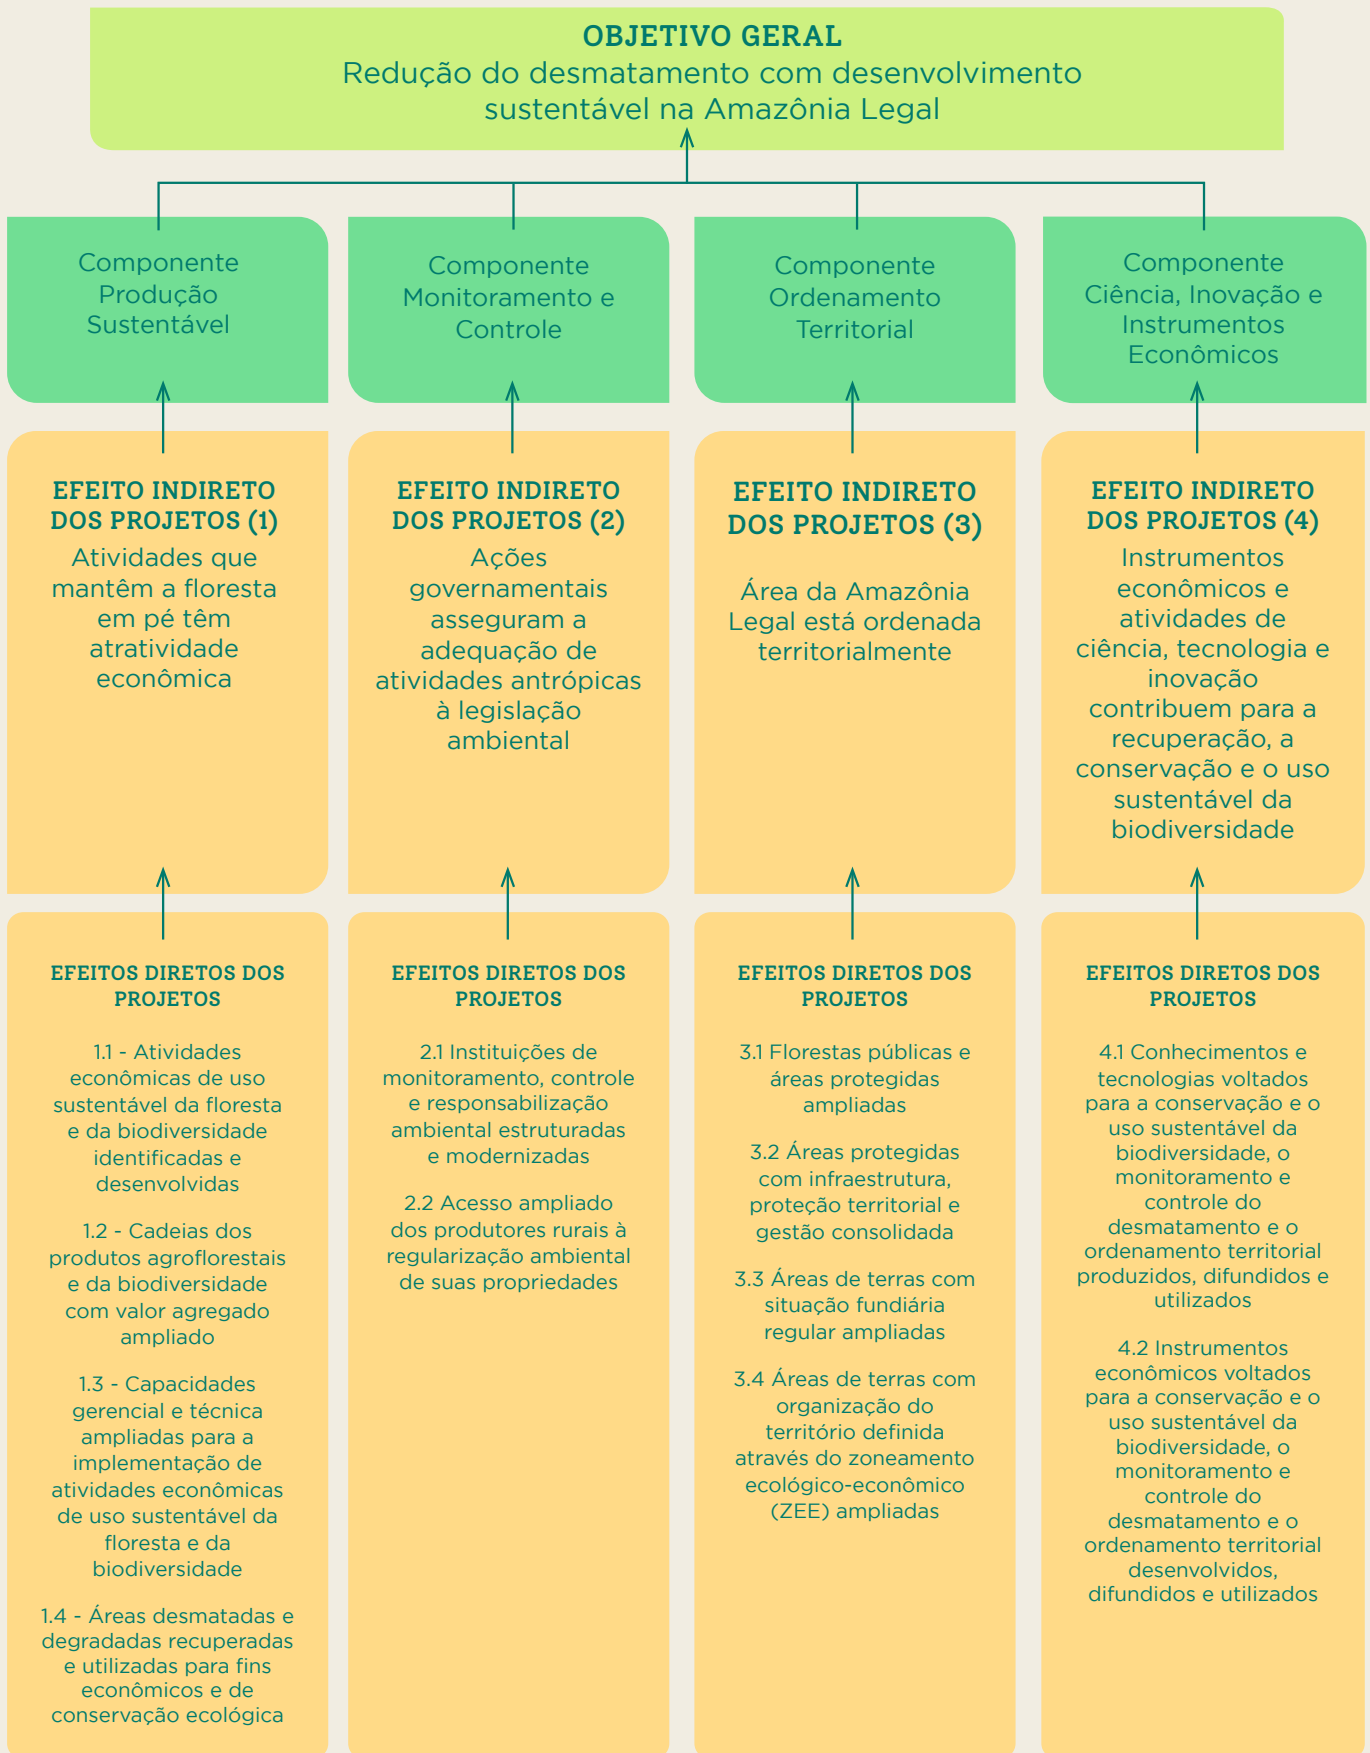 OBJETIVO GERAL
Redução do desmatamento com desenvolvimento
sustentável na Amazônia Legal
Componente
Produção
Sustentável
Componente
Monitoramento e
Controle
Componente
Ordenamento
Territorial
Componente
Ciência, Inovação e
Instrumentos
Econômicos
EFEITO INDIRETO
DOS PROJETOS (1)
Atividades que
mantêm a floresta
em pé têm
atratividade
econômica
EFEITO INDIRETO
DOS PROJETOS (2)
Ações
governamentais
asseguram a
adequação de
atividades antrópicas
à legislação
ambiental
EFEITO INDIRETO
DOS PROJETOS (3)
Área da Amazônia
Legal está ordenada
territorialmente
EFEITO INDIRETO
DOS PROJETOS (4)
Instrumentos
econômicos e
atividades de
ciência, tecnologia e
inovação
contribuem para a
recuperação, a
conservação e o uso
sustentável da
biodiversidade
EFEITOS DIRETOS DOS
PROJETOS
1.1 - Atividades
econômicas de uso
sustentável da floresta
e da biodiversidade
identificadas e
desenvolvidas
1.2 - Cadeias dos
produtos agroflorestais
e da biodiversidade
com valor agregado
ampliado
1.3 - Capacidades
gerencial e técnica
ampliadas para a
implementação de
atividades econômicas
de uso sustentável da
floresta e da
biodiversidade
1.4 - Áreas desmatadas e
degradadas recuperadas
e utilizadas para fins
econômicos e de
conservação ecológica
EFEITOS DIRETOS DOS
PROJETOS
2.1 Instituições de
monitoramento, controle
e responsabilização
ambiental estruturadas
e modernizadas
2.2 Acesso ampliado
dos produtores rurais à
regularização ambiental
de suas propriedades
EFEITOS DIRETOS DOS
PROJETOS
3.1 Florestas públicas e
áreas protegidas
ampliadas
3.2 Áreas protegidas
com infraestrutura,
proteção territorial e
gestão consolidada
3.3 Áreas de terras com
situação fundiária
regular ampliadas
3.4 Áreas de terras com
organização do
território definida
através do zoneamento
ecológico-econômico
(ZEE) ampliadas
EFEITOS DIRETOS DOS
PROJETOS
4.1 Conhecimentos e
tecnologias voltados
para a conservação e o
uso sustentável da
biodiversidade, o
monitoramento e
controle do
desmatamento e o
ordenamento territorial
produzidos, difundidos e
utilizados
4.2 Instrumentos
econômicos voltados
para a conservação e o
uso sustentável da
biodiversidade, o
monitoramento e
controle do
desmatamento e o
ordenamento territorial
desenvolvidos,
difundidos e utilizados